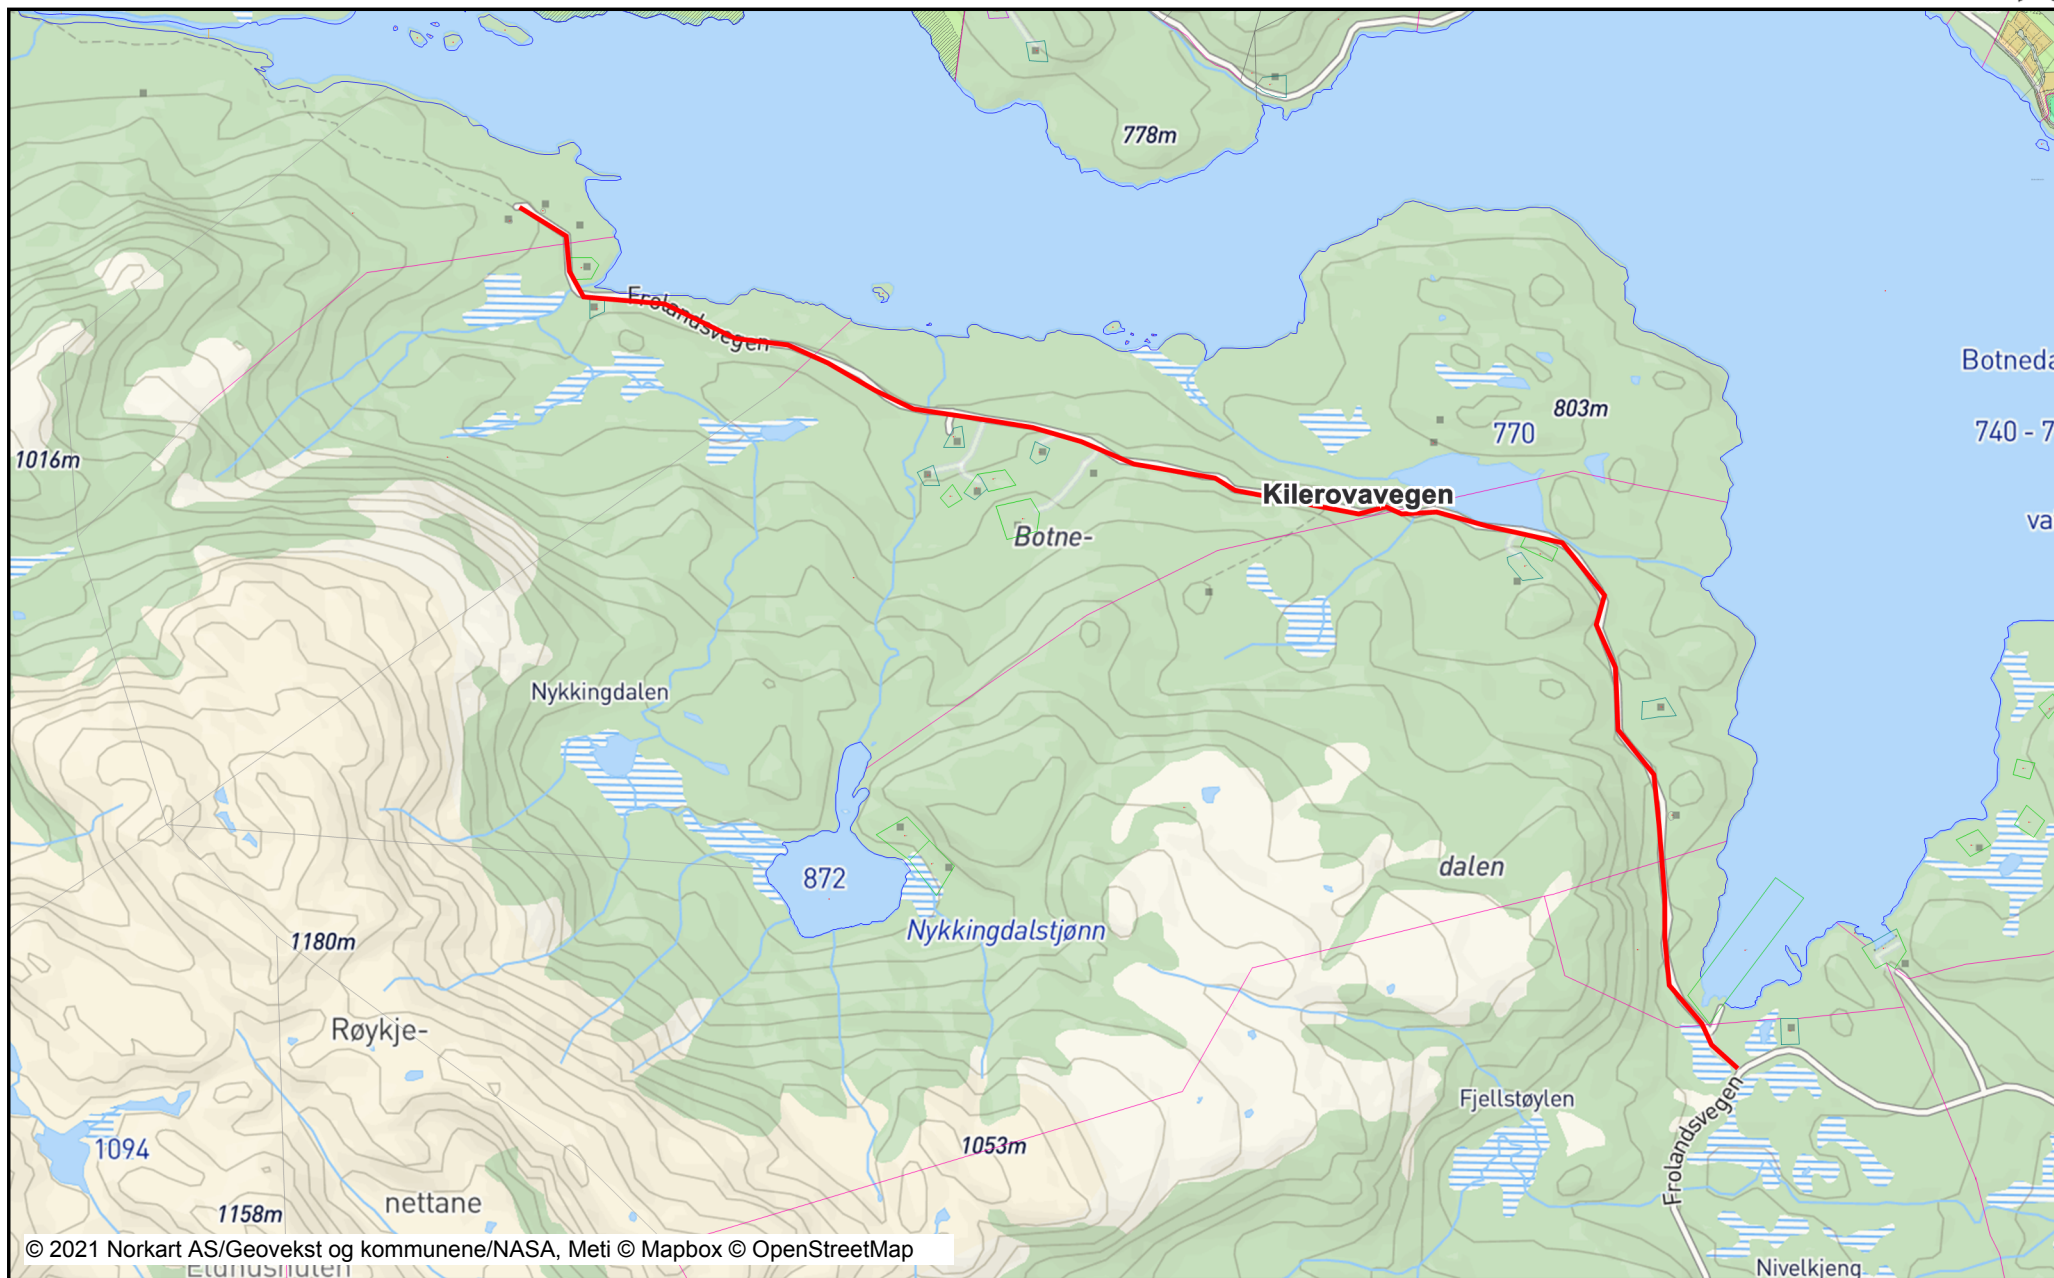 778m
Frolandsvegen
Botneda
803m
770
740 - 7
1016m
Kilerovavegen
va
Botne-
Nykkingdalen
dalen
872
Nykkingdalstjønn
1180m
Røykje-
Fjellstøylen
Frolandsvegen
1094
1053m
nettane
1158m
© 2021 Norkart AS/Geovekst og kommunene/NASA, Meti © Mapbox © OpenStreetMap
Nivelkjeng